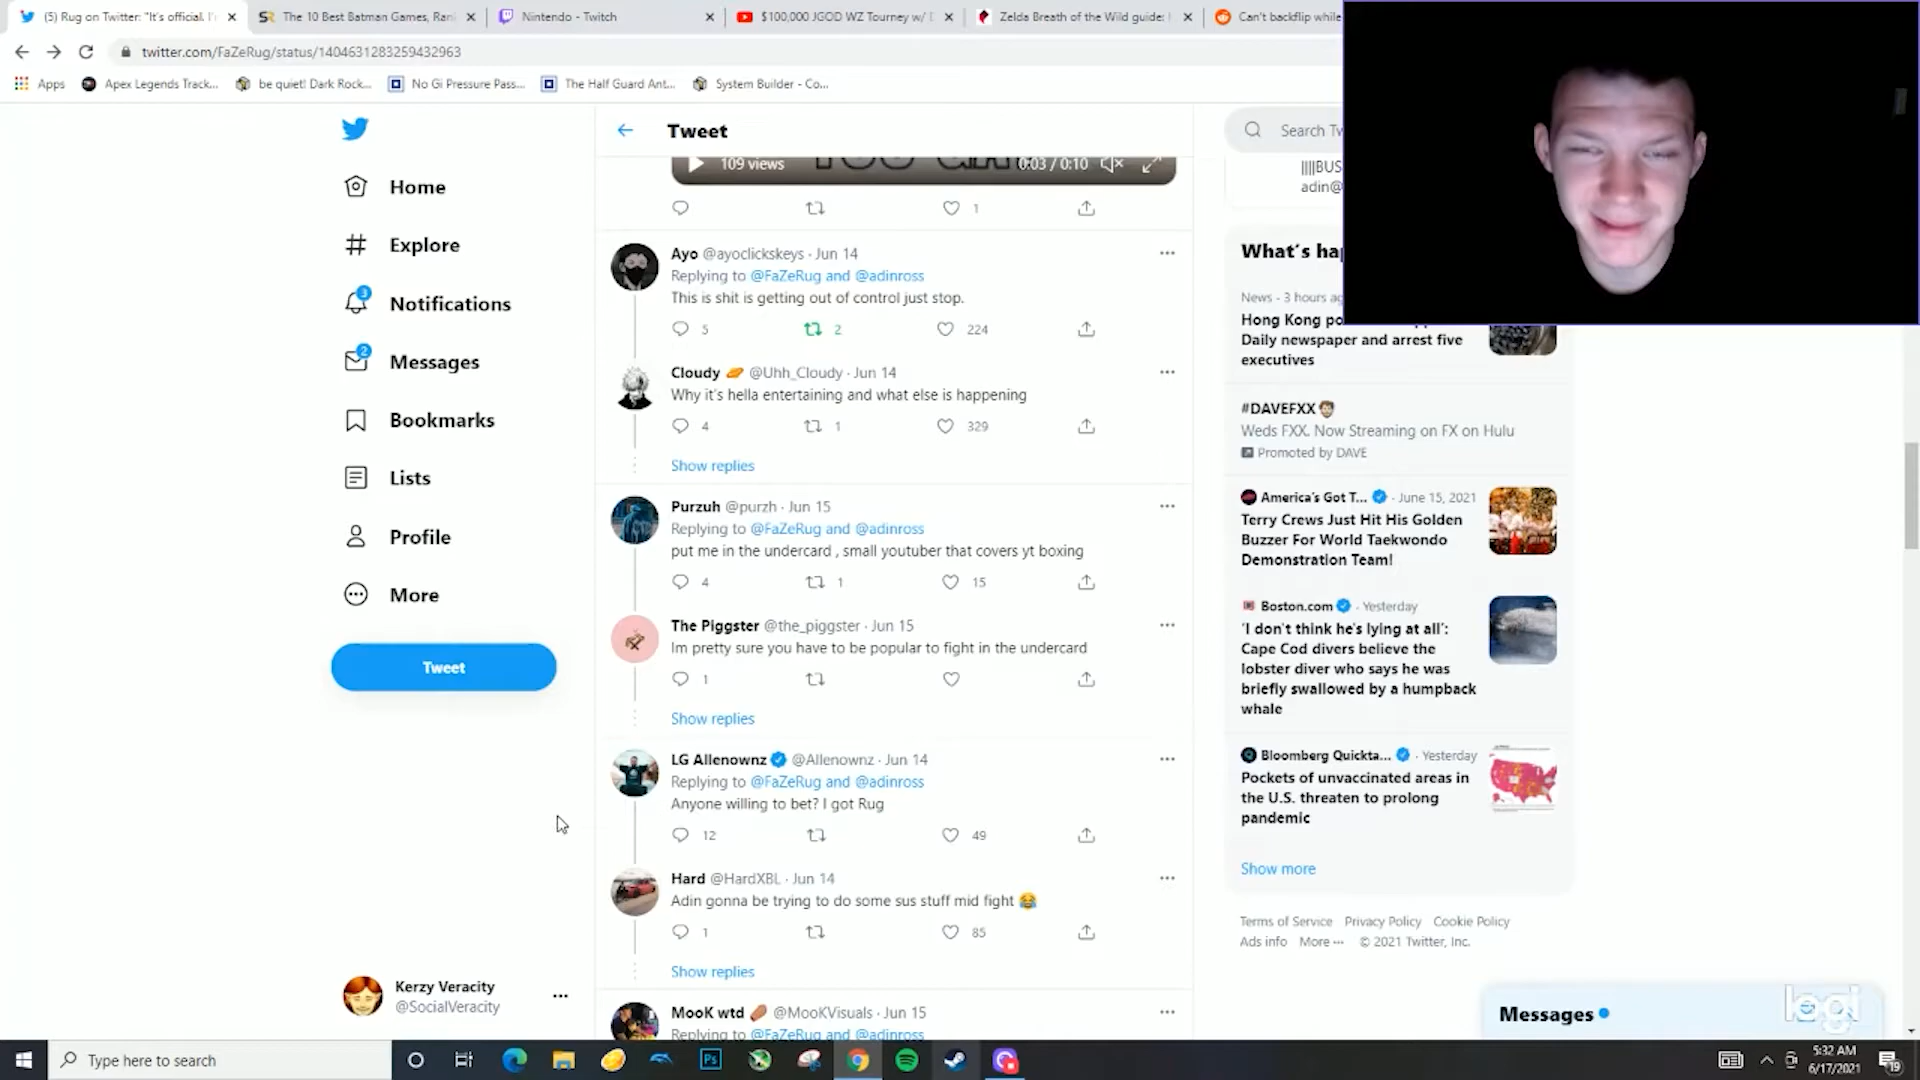 (5) Rug on Twitter: "It's official. I'
The 10 Best Batman Games, Ran
Nintendo - Twitch
$100,000 JGOD WZ Tourney w/
Zelda Breath of the Wild guide:
Can't backflip while
twitter.com/FaZeRug/status/1404631283259432963
Apps
Apex Legends Track...
be quiet! Dark Rock...
No Gi Pressure Pass...
The Half Guard Ant...
System Builder - Co...
Home
Explore
3
Notifications
2
Messages
Bookmarks
Lists
Profile
More
Tweet
Kerzy Veracity
@SocialVeracity
Tweet
109 views
0:03 / 0:10
1
Ayo @ayoclickskeys · Jun 14
Replying to @FaZeRug and @adinross
This is shit is getting out of control just stop.
5 2 224
Cloudy @Uhh_Cloudy · Jun 14
Why it's hella entertaining and what else is happening
4 1 329
Show replies
Purzuh @purzh · Jun 15
Replying to @FaZeRug and @adinross
put me in the undercard , small youtuber that covers yt boxing
4 1 15
The Piggster @the_piggster · Jun 15
Im pretty sure you have to be popular to fight in the undercard
1
Show replies
LG Allenownz @Allenownz · Jun 14
Replying to @FaZeRug and @adinross
Anyone willing to bet? I got Rug
12 49
Hard @HardXBL · Jun 14
Adin gonna be trying to do some sus stuff mid fight 😂
1 85
Show replies
MooK wtd @MooKVisuals · Jun 15
Replying to @FaZeRug and @adinross
Search Tw
||||BUS
adin@
What's ha
News · 3 hours ag
Hong Kong po
Daily newspaper and arrest five
executives
#DAVEFXX
Weds FXX. Now Streaming on FX on Hulu
Promoted by DAVE
America's Got T... · June 15, 2021
Terry Crews Just Hit His Golden
Buzzer For World Taekwondo
Demonstration Team!
Boston.com · Yesterday
'I don't think he's lying at all':
Cape Cod divers believe the
lobster diver who says he was
briefly swallowed by a humpback
whale
Bloomberg Quickta... · Yesterday
Pockets of unvaccinated areas in
the U.S. threaten to prolong
pandemic
Show more
Terms of Service Privacy Policy Cookie Policy
Ads info More ··· © 2021 Twitter, Inc.
Messages
logi
Type here to search
Ps
5:32 AM
6/17/2021
19